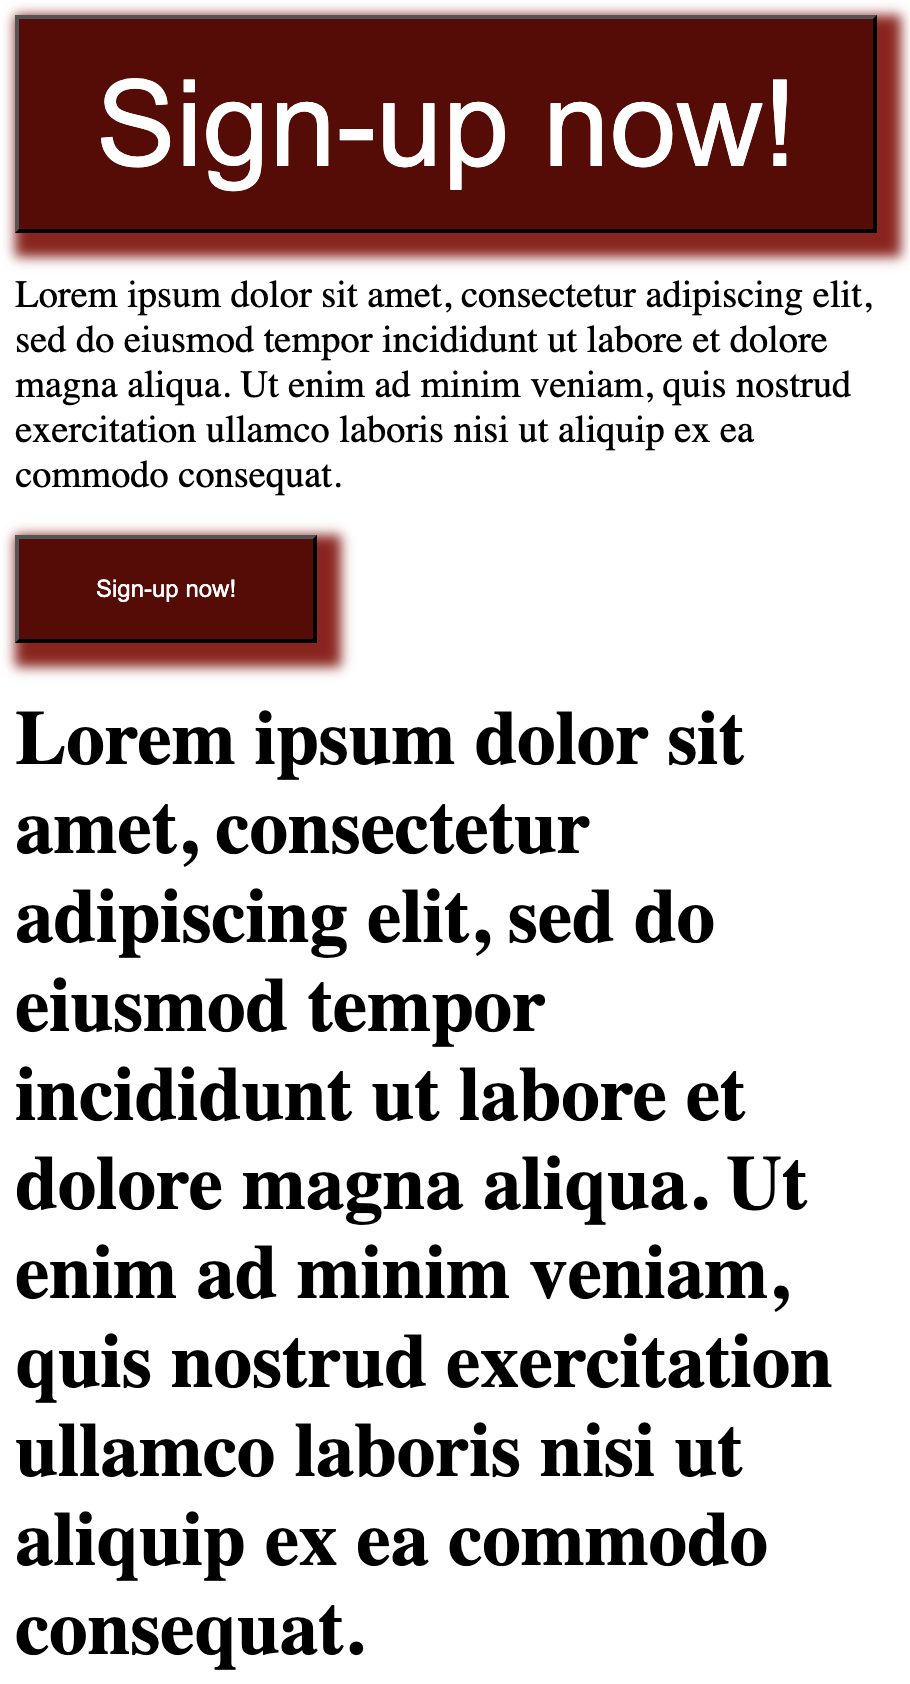 Sign-up now!
Lorem ipsum dolor sit amet, consectetur adipiscing elit,
sed do eiusmod tempor incididunt ut labore et dolore
magna aliqua. Ut enim ad minim veniam, quis nostrud
exercitation ullamco laboris nisi ut aliquip ex ea
commodo consequat.
Sign-up now!
Lorem ipsum dolor sit
amet, consectetur
adipiscing elit, sed do
eiusmod tempor
incididunt ut labore et
dolore magna aliqua. Ut
enim ad minim veniam,
quis nostrud exercitation
ullamco laboris nisi ut
aliquip ex ea commodo
consequat.